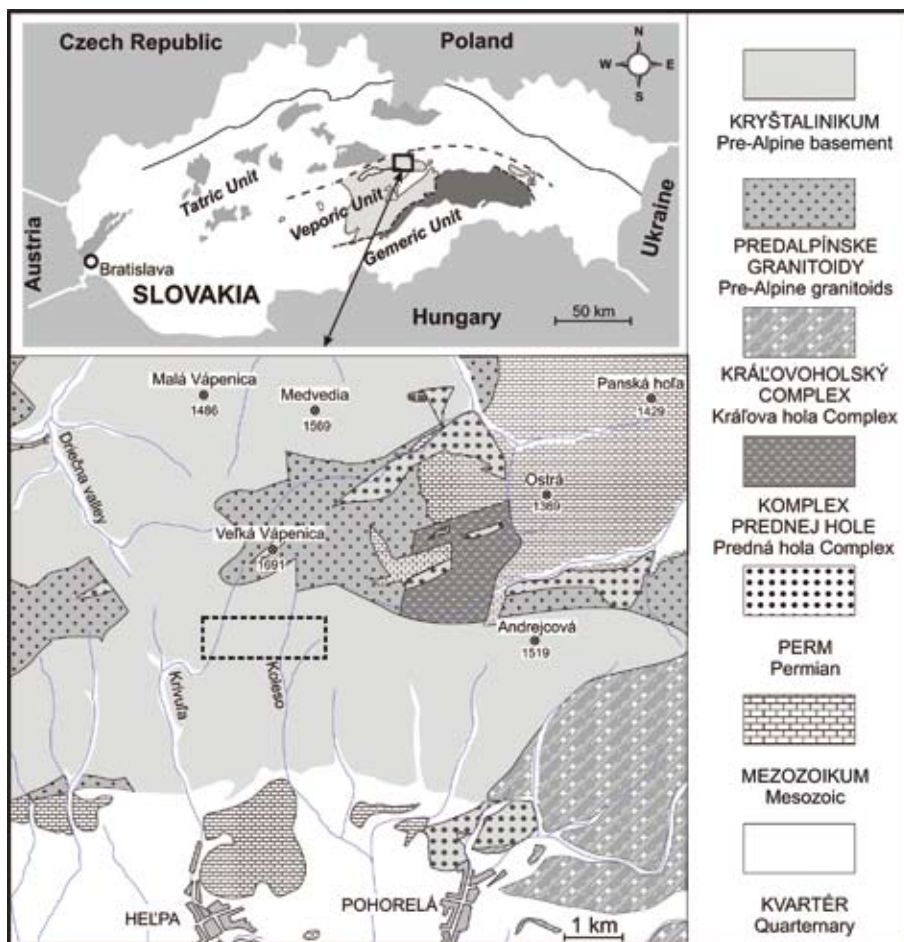 Czech Republic
Poland
N
W E
S
Tatric Unit
Veporic Unit
Gemeric Unit
Austria
Ukraine
Bratislava
SLOVAKIA
Hungary
50 km
Malá Vápenica
1486
Medvedia
1569
Panská hoľa
1429
Driečna valley
Ostrá
1389
Veľká Vápenica
1691
Andrejcová
1519
Krivuľa
Koleso
HEĽPA
POHORELÁ
1 km
KRYŠTALINIKUM
Pre-Alpine basement
PREDALPÍNSKE
GRANITOIDY
Pre-Alpine granitoids
KRÁĽOVOHOLSKÝ
COMPLEX
Kráľova hola Complex
KOMPLEX
PREDNEJ HOLE
Predná hola Complex
PERM
Permian
MEZOZOIKUM
Mesozoic
KVARTÉR
Quarternary